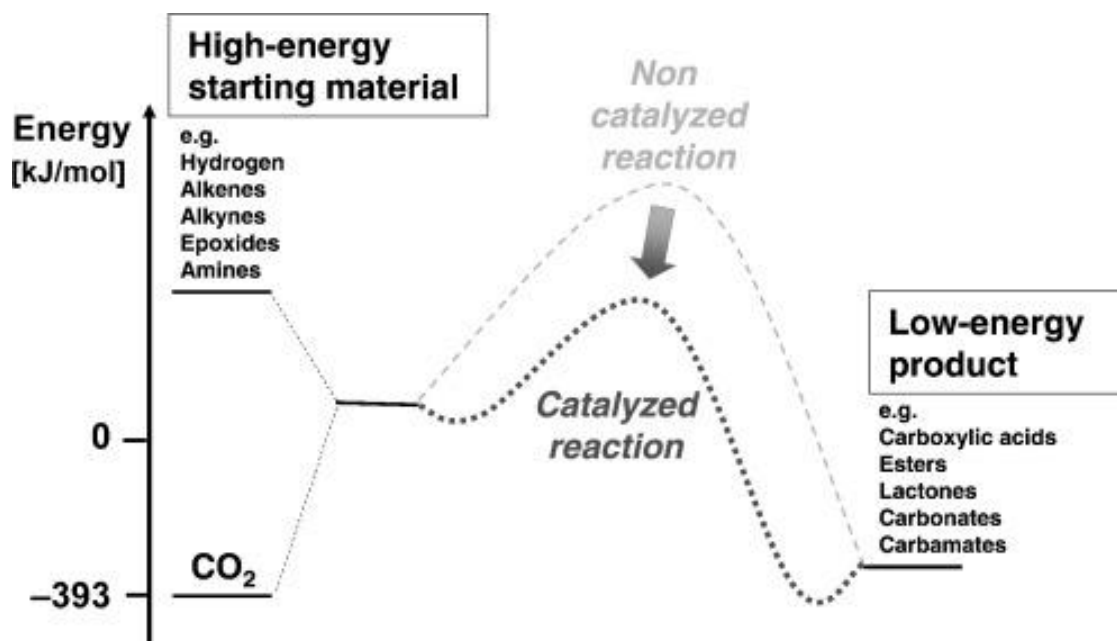 High-energy
starting material
Energy
[kJ/mol]
e.g.
Hydrogen
Alkenes
Alkynes
Epoxides
Amines
Non
catalyzed
reaction
Catalyzed
reaction
Low-energy
product
e.g.
Carboxylic acids
Esters
Lactones
Carbonates
Carbamates
0
CO₂
–393